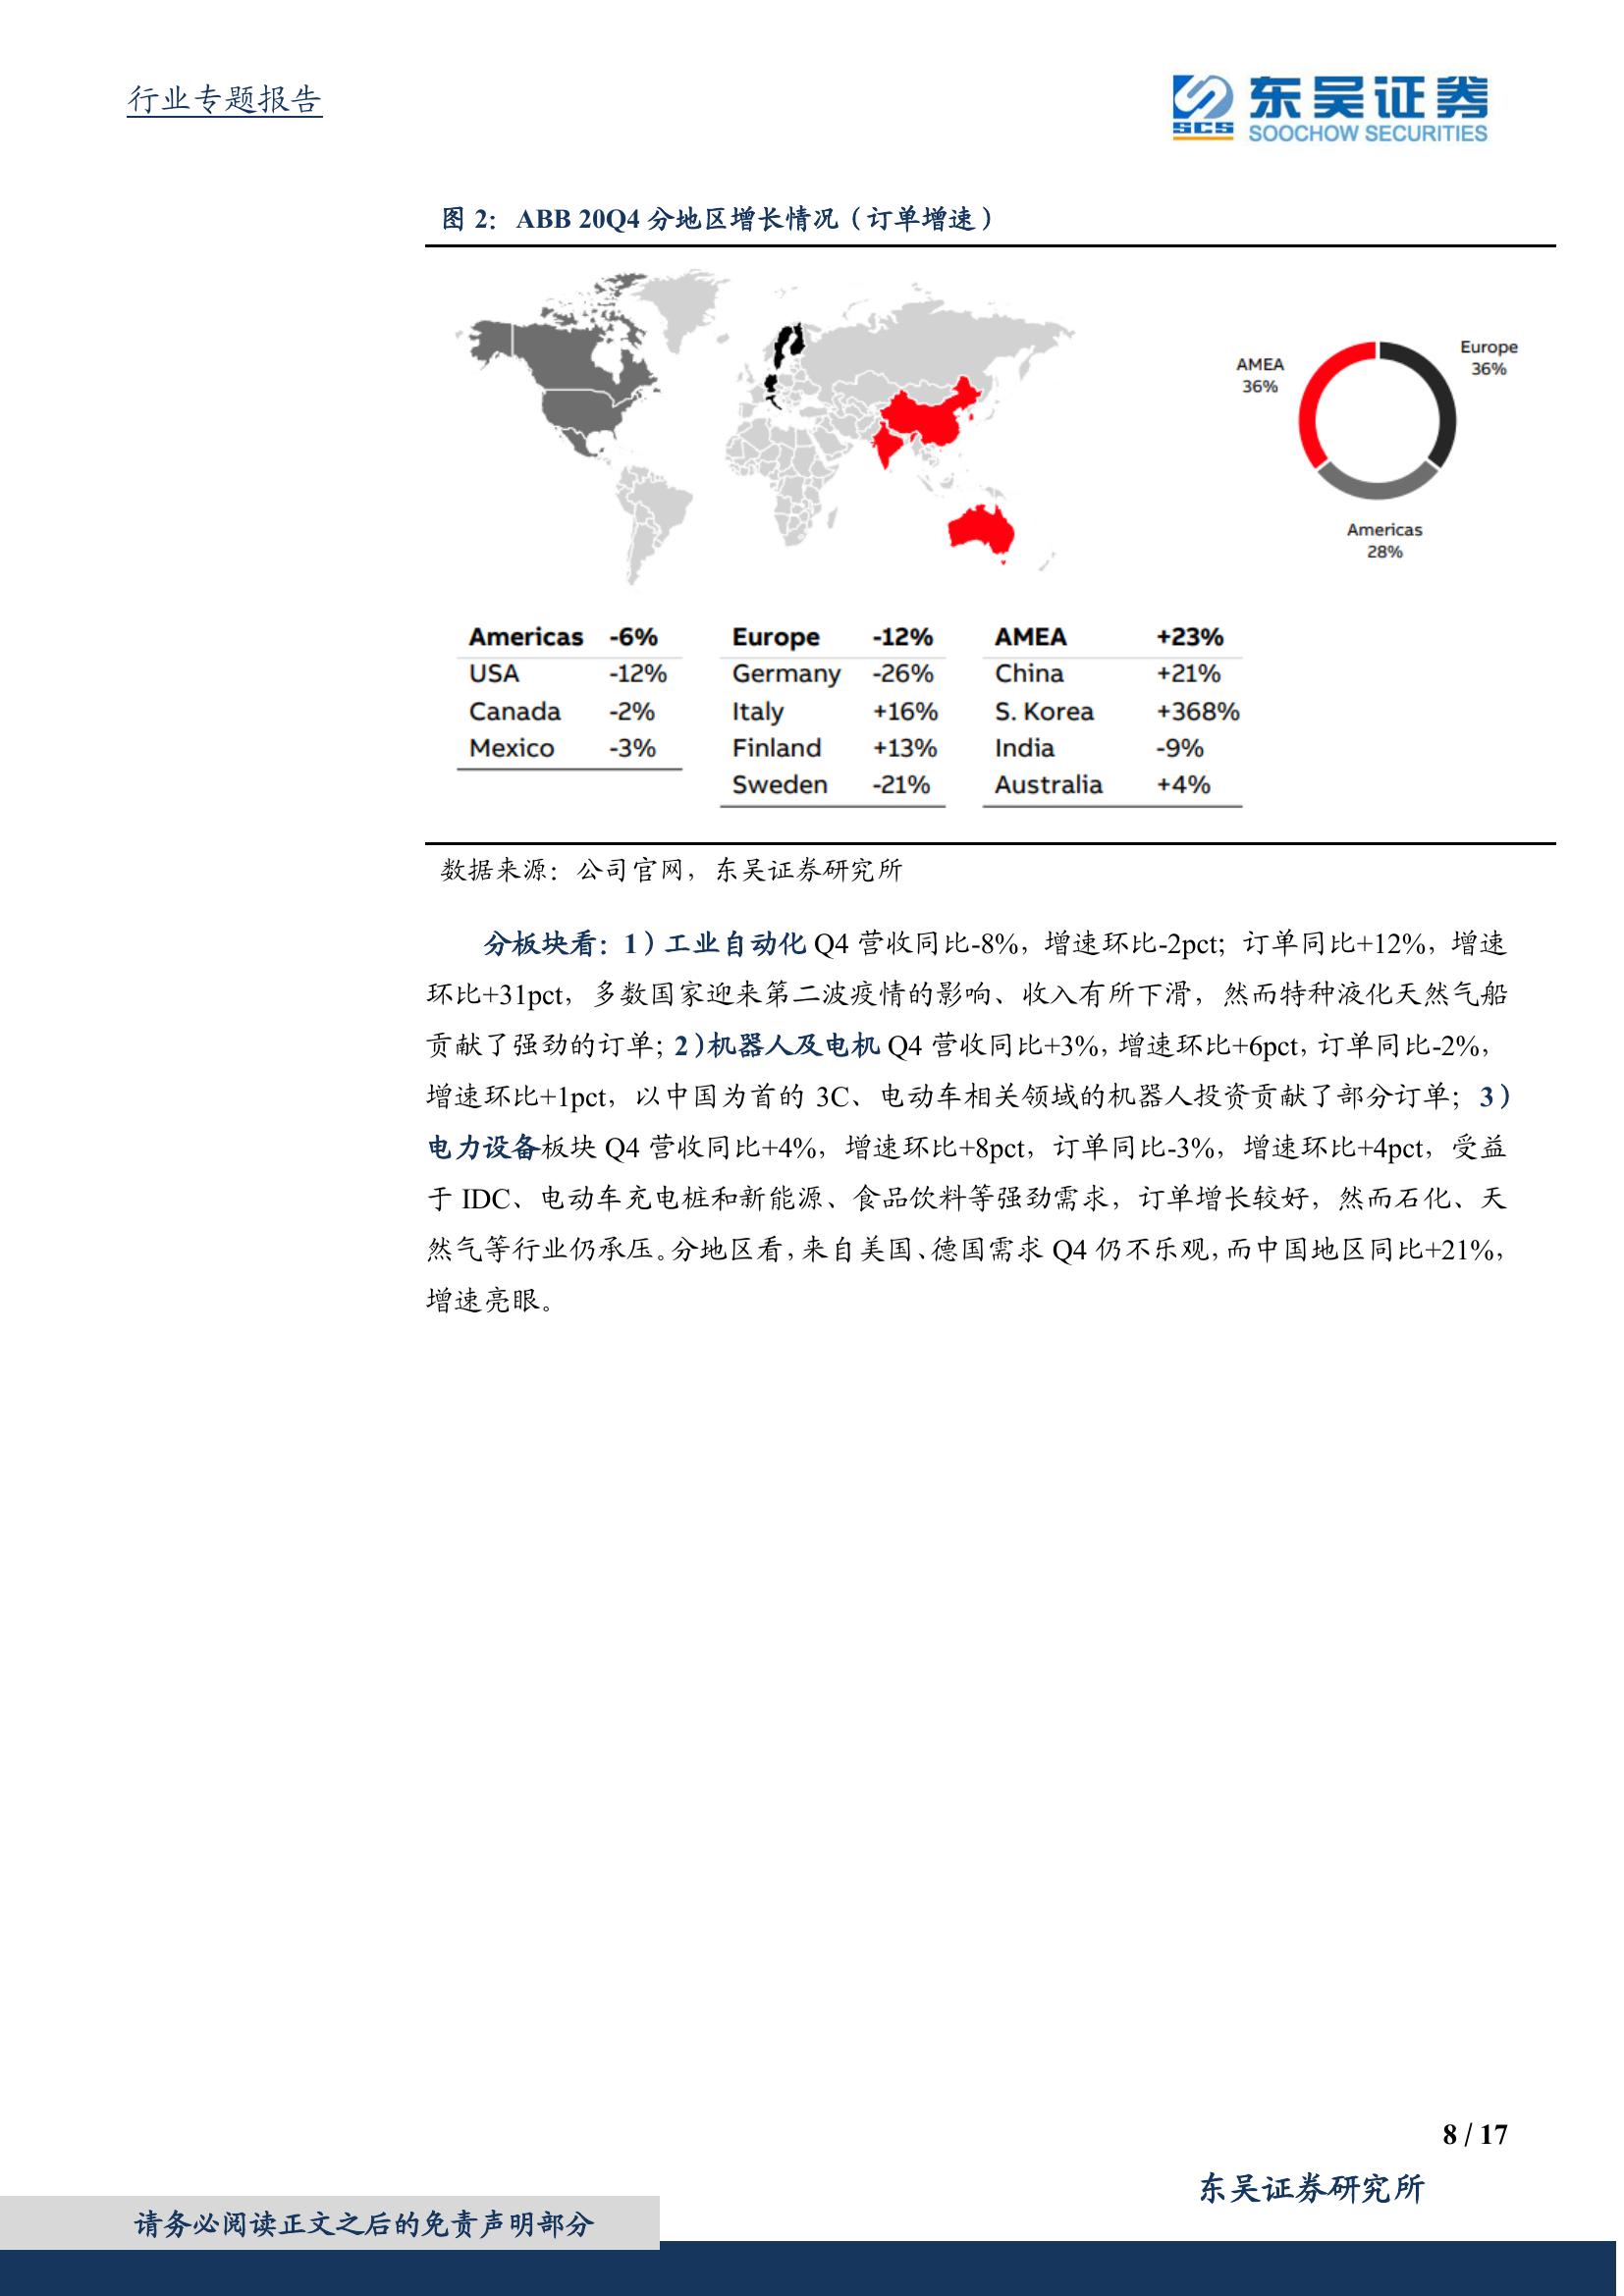 行业专题报告
SCS
东吴证券
SOOCHOW SECURITIES
图 2： ABB 20Q4 分地区增长情况（订单增速）
AMEA
36%
Europe
36%
Americas
28%
Americas -6%
USA -12%
Canada -2%
Mexico -3%
Europe -12%
Germany -26%
Italy +16%
Finland +13%
Sweden -21%
AMEA +23%
China +21%
S. Korea +368%
India -9%
Australia +4%
数据来源：公司官网，东吴证券研究所
分板块看：1）工业自动化 Q4 营收同比-8%，增速环比-2pct；订单同比+12%，增速
环比+31pct，多数国家迎来第二波疫情的影响、收入有所下滑，然而特种液化天然气船
贡献了强劲的订单；2）机器人及电机 Q4 营收同比+3%，增速环比+6pct，订单同比-2%，
增速环比+1pct，以中国为首的 3C、电动车相关领域的机器人投资贡献了部分订单；3）
电力设备板块 Q4 营收同比+4%，增速环比+8pct，订单同比-3%，增速环比+4pct，受益
于 IDC、电动车充电桩和新能源、食品饮料等强劲需求，订单增长较好，然而石化、天
然气等行业仍承压。分地区看，来自美国、德国需求 Q4 仍不乐观，而中国地区同比+21%，
增速亮眼。
8 / 17
东吴证券研究所
请务必阅读正文之后的免责声明部分